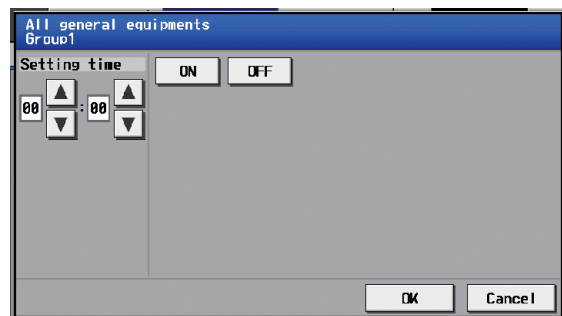 All general equipments
Group1
Setting time
ON OFF
00 : 00
OK Cancel